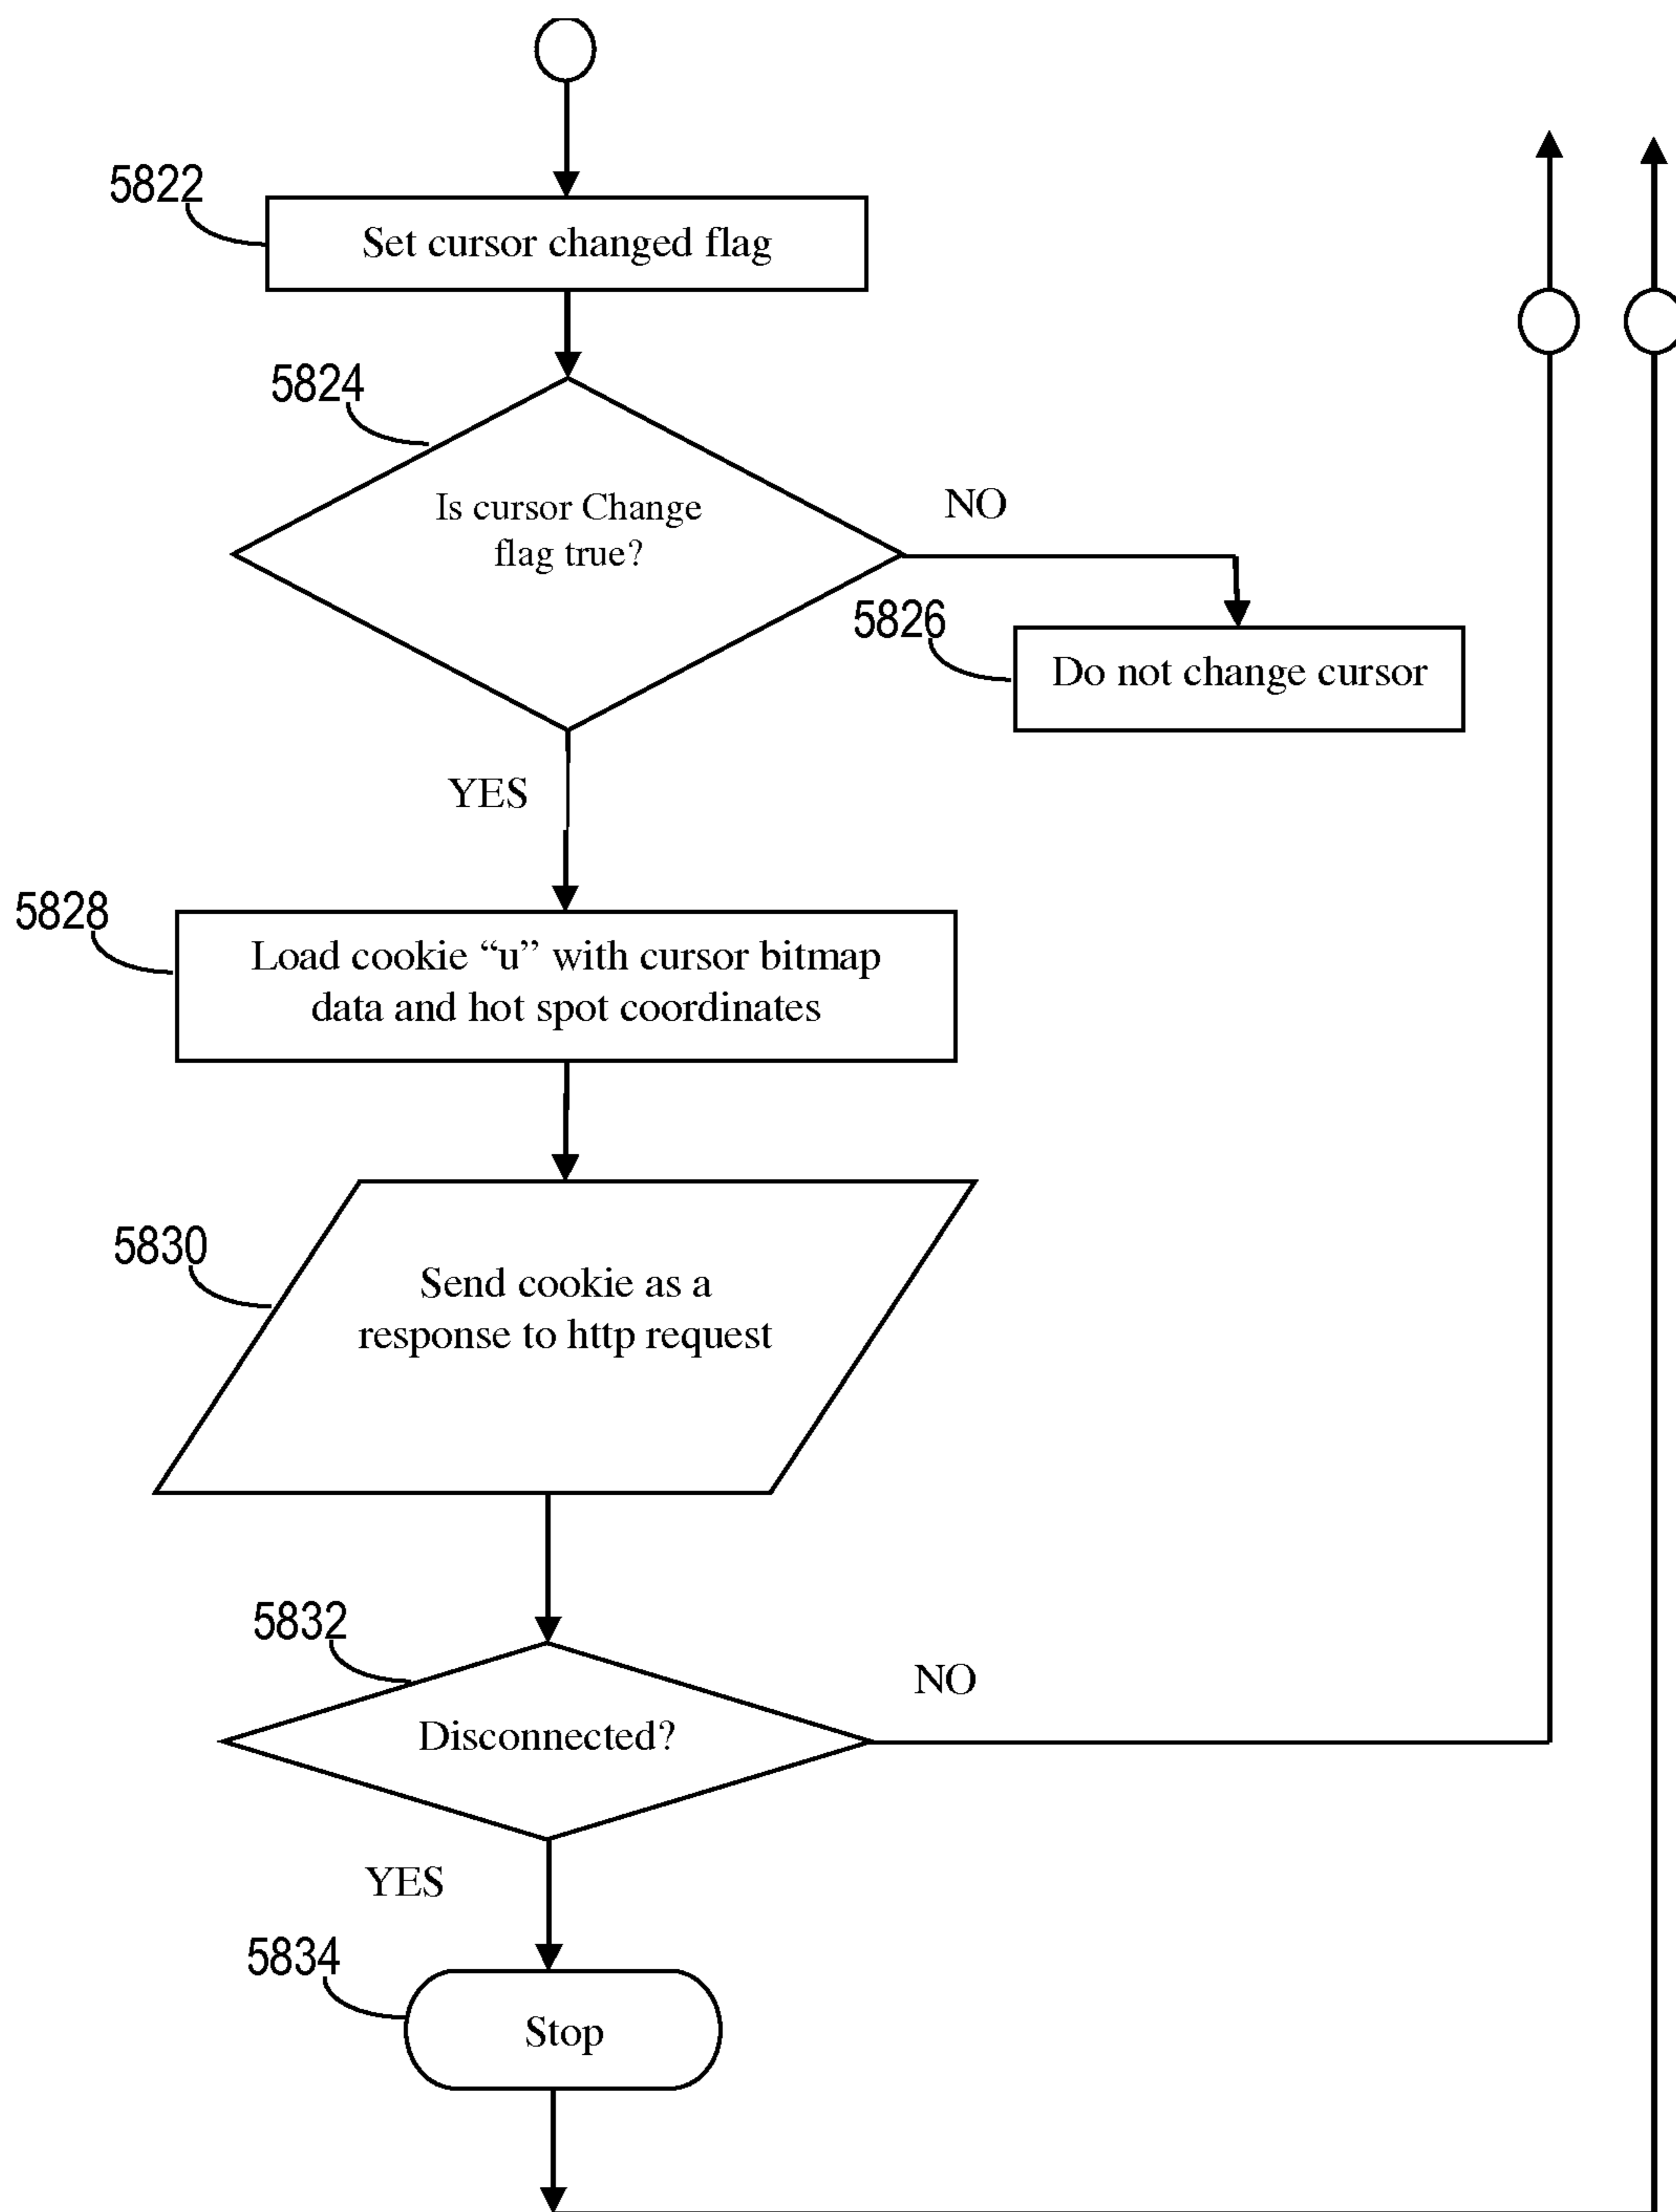 5822
Set cursor changed flag
5824
Is cursor Change
flag true?
NO
5826
Do not change cursor
YES
5828
Load cookie “u” with cursor bitmap
data and hot spot coordinates
5830
Send cookie as a
response to http request
5832
NO
Disconnected?
YES
5834
Stop